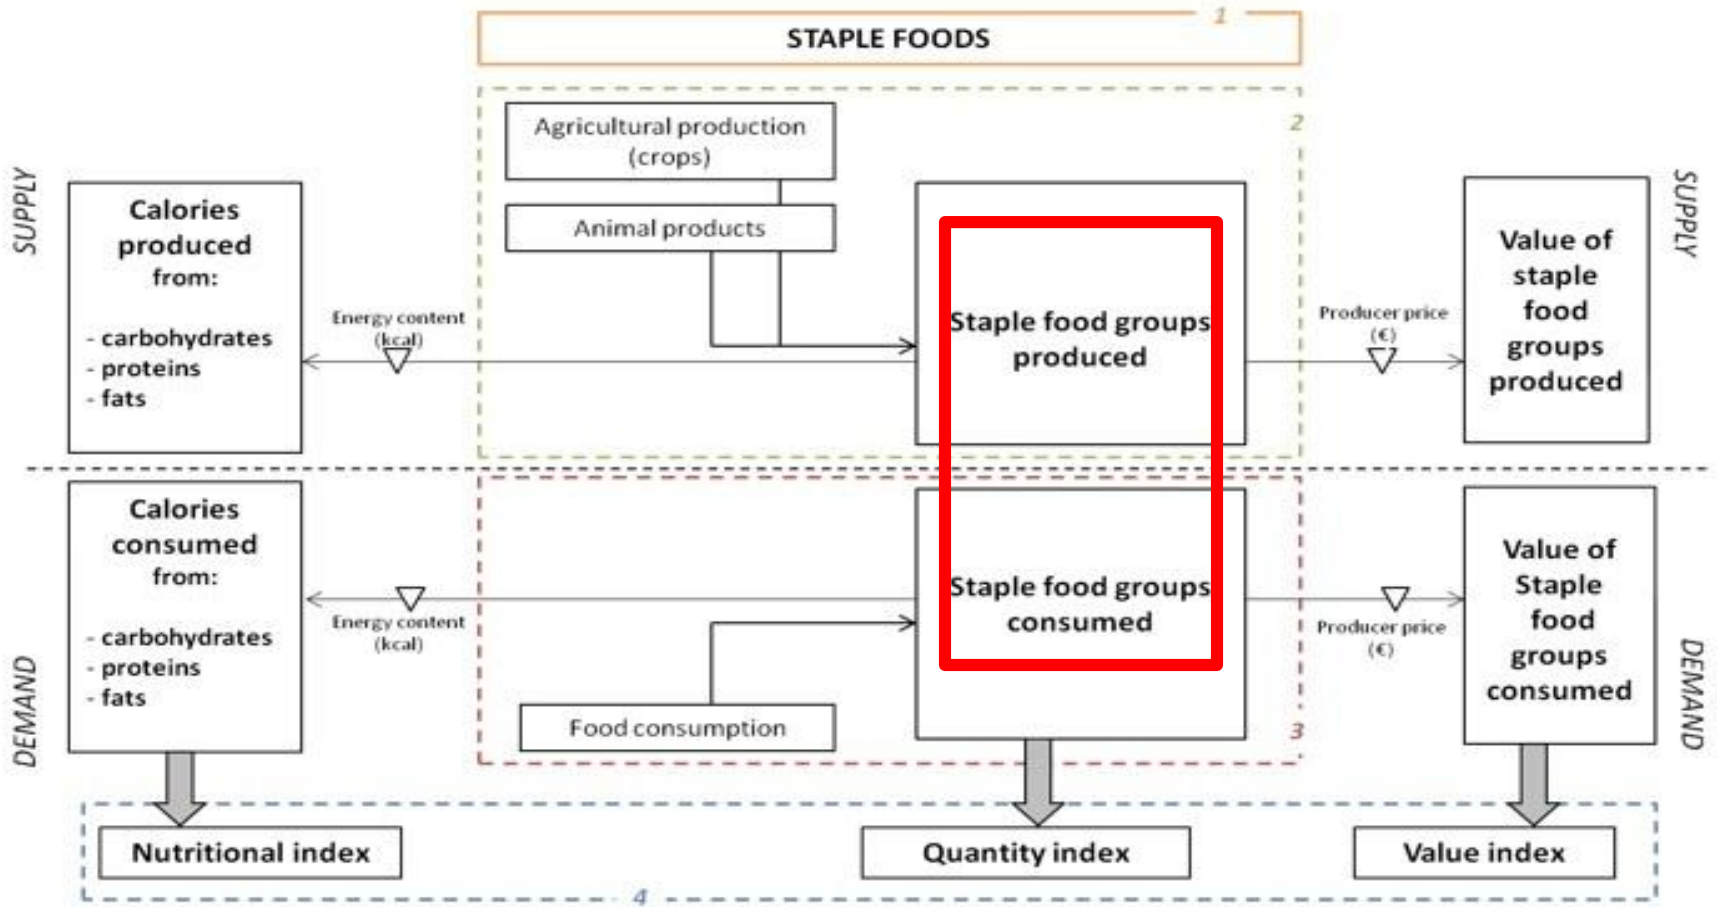 1
STAPLE FOODS
2
Agricultural production
(crops)
Animal products
SUPPLY
Calories
produced
from:
- carbohydrates
- proteins
- fats
Energy content
(kcal)
Staple food groups
produced
Producer price
(€)
Value of
staple
food
groups
produced
SUPPLY
DEMAND
Calories
consumed
from:
- carbohydrates
- proteins
- fats
Energy content
(kcal)
Staple food groups
consumed
Food consumption
3
Producer price
(€)
Value of
Staple
food
groups
consumed
DEMAND
Nutritional index
Quantity index
Value index
4